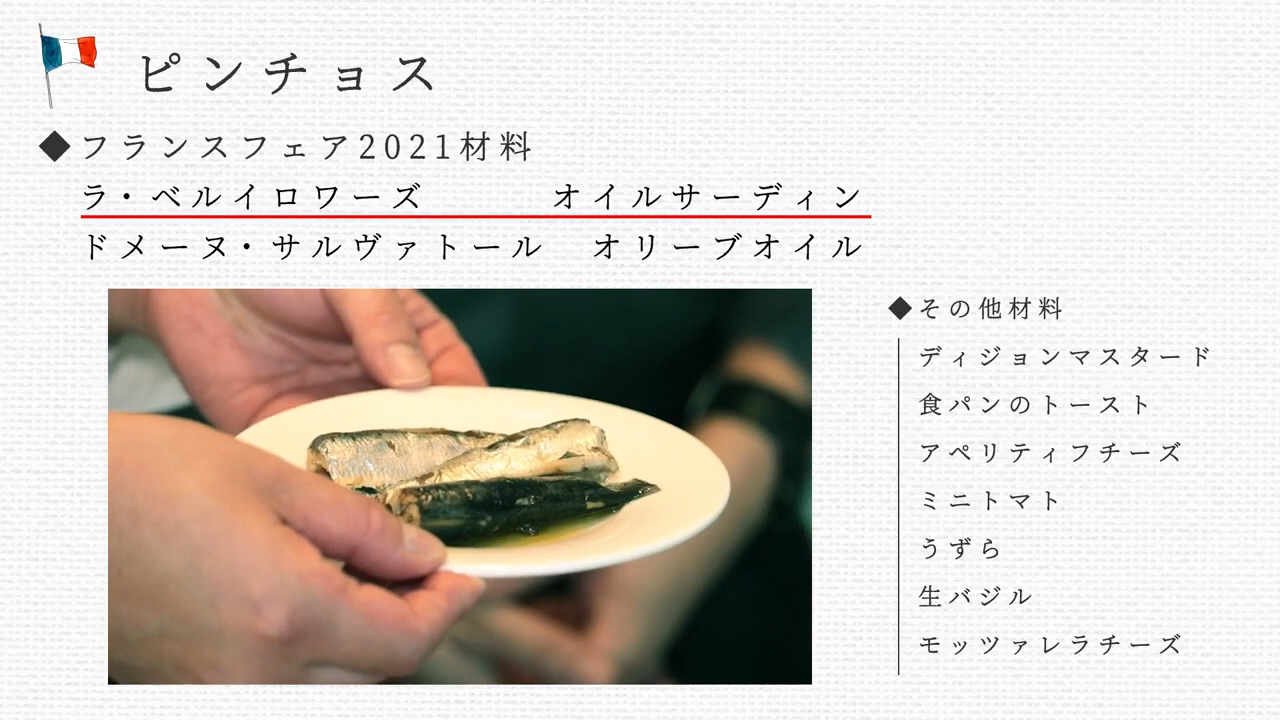 ピンチョス
◆フランスフェア2021材料
ラ・ベルイロワーズ　オイルサーディン
ドメーヌ・サルヴァトール　オリーブオイル
◆その他材料
ディジョンマスタード
食パンのトースト
アペリティフチーズ
ミニトマト
うずら
生バジル
モッツァレラチーズ